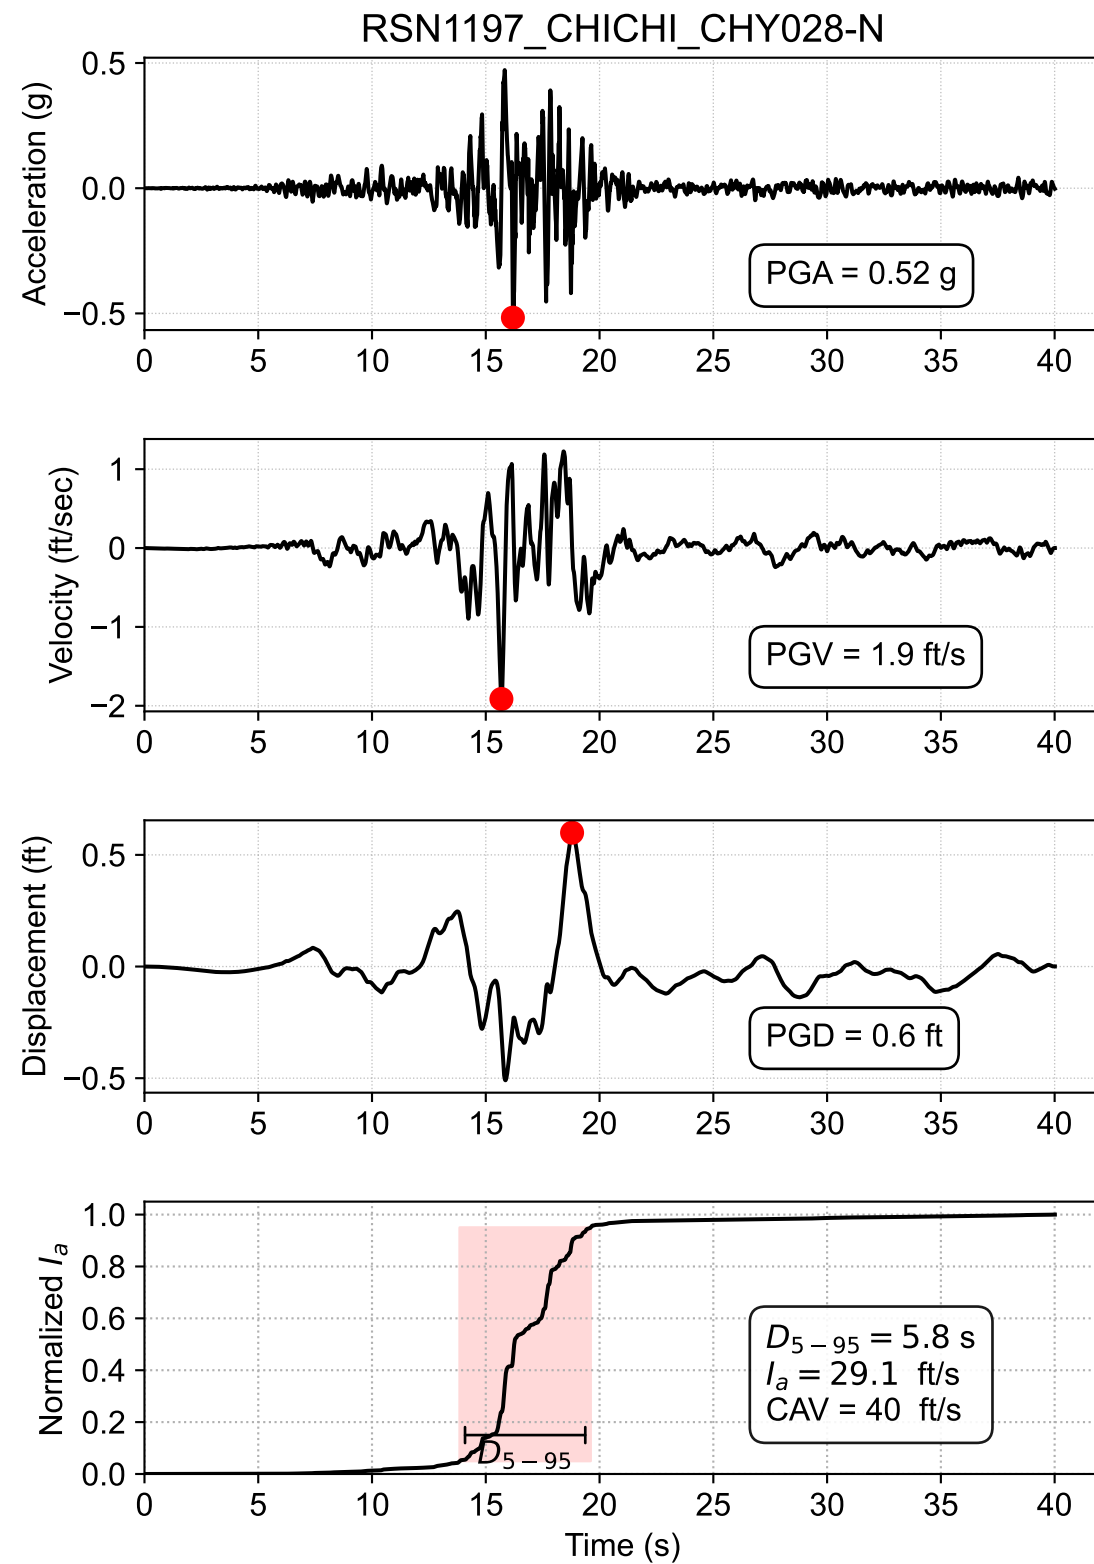 RSN1197_CHICHI_CHY028-N
Acceleration (g)
0.5
0.0
−0.5
PGA = 0.52 g
0 5 10 15 20 25 30 35 40
Velocity (ft/sec)
1
0
−1
−2
PGV = 1.9 ft/s
0 5 10 15 20 25 30 35 40
Displacement (ft)
0.5
0.0
−0.5
PGD = 0.6 ft
0 5 10 15 20 25 30 35 40
Normalized Iₐ
1.0
0.8
0.6
0.4
0.2
0.0
D₅₋₉₅ = 5.8 s
Iₐ = 29.1 ft/s
CAV = 40 ft/s
D₅₋₉₅
0 5 10 15 20 25 30 35 40
Time (s)